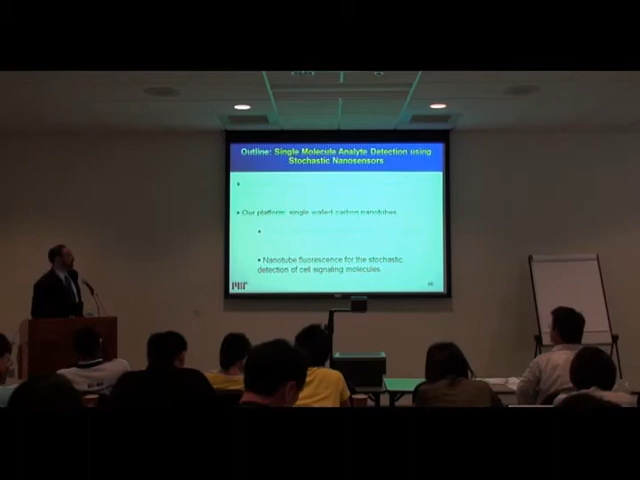 Outline: Single Molecule Analyte Detection using
Stochastic Nanosensors
• Our platform: single walled carbon nanotubes
• Nanotube fluorescence for the stochastic
detection of cell signaling molecules
MIT